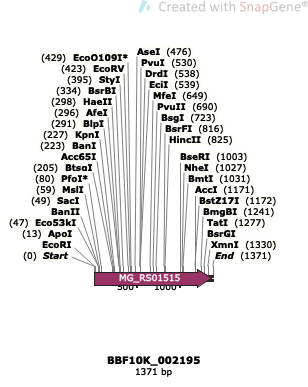 Created with SnapGene®
AseI (476)
(429) EcoO109I* PvuI (530)
(423) EcoRV DrdI (538)
(395) StyI EciI (539)
(334) BsrBI MfeI (649)
(298) HaeII PvuII (690)
(296) AfeI BsgI (723)
(291) BlpI BsrFI (816)
(227) KpnI HincII (825)
(223) BanI
Acc65I BseRI (1003)
(205) BtsαI NheI (1027)
(80) PfoI* BmtI (1031)
(59) MslI AccI (1171)
(49) SacI BstZ17I (1172)
BanII BmgBI (1241)
(47) Eco53kI TatI (1277)
(13) ApoI BsrGI
EcoRI XmnI (1330)
(0) Start End (1371)
MG_RS01515
500 1000
BBF10K_002195
1371 bp